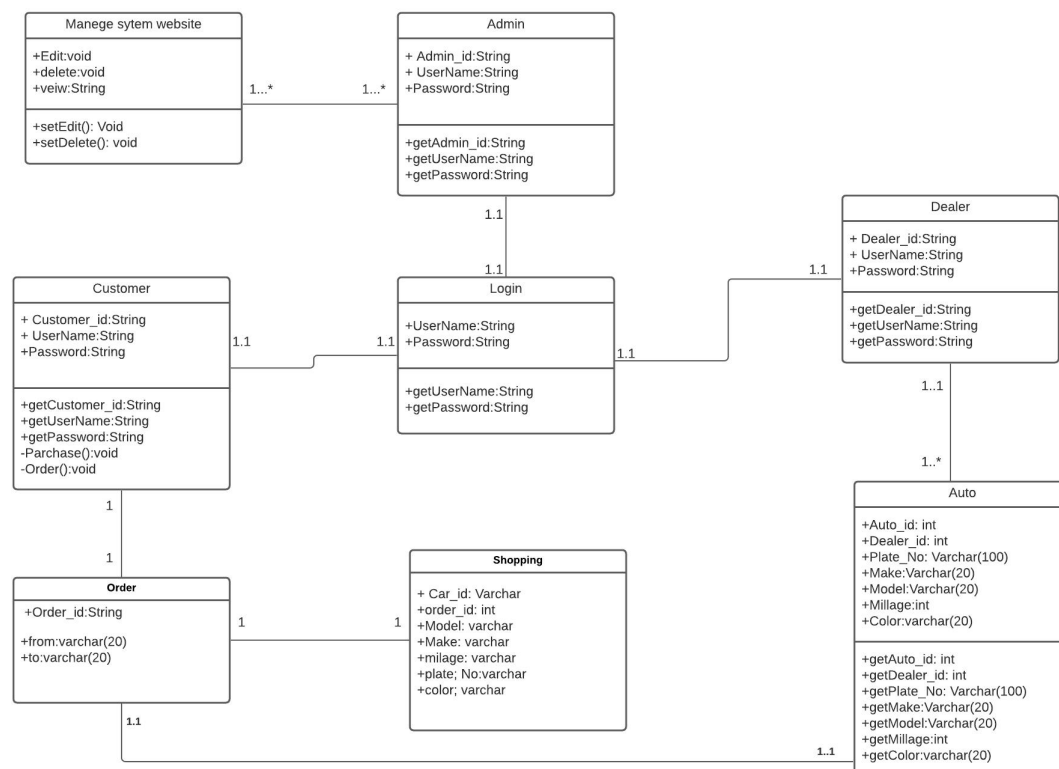 Manege sytem website
+Edit:void
+delete:void
+veiw:String
+setEdit(): Void
+setDelete(): void
1...*
1...*
Admin
+ Admin_id:String
+ UserName:String
+Password:String
+getAdmin_id:String
+getUserName:String
+getPassword:String
1.1
1.1
Dealer
+ Dealer_id:String
+ UserName:String
+Password:String
+getDealer_id:String
+getUserName:String
+getPassword:String
Customer
+ Customer_id:String
+ UserName:String
+Password:String
+getCustomer_id:String
+getUserName:String
+getPassword:String
-Parchase():void
-Order():void
1.1
1.1
Login
+UserName:String
+Password:String
+getUserName:String
+getPassword:String
1.1
1.1
1..1
1..*
Auto
+Auto_id: int
+Dealer_id: int
+Plate_No: Varchar(100)
+Make:Varchar(20)
+Model:Varchar(20)
+Millage:int
+Color:varchar(20)
+getAuto_id: int
+getDealer_id: int
+getPlate_No: Varchar(100)
+getMake:Varchar(20)
+getModel:Varchar(20)
+getMillage:int
+getColor:varchar(20)
1
1
Order
+Order_id:String
+from:varchar(20)
+to:varchar(20)
1
1
Shopping
+ Car_id: Varchar
+order_id: int
+Model: varchar
+Make: varchar
+milage: varchar
+plate; No:varchar
+color; varchar
1.1
1..1